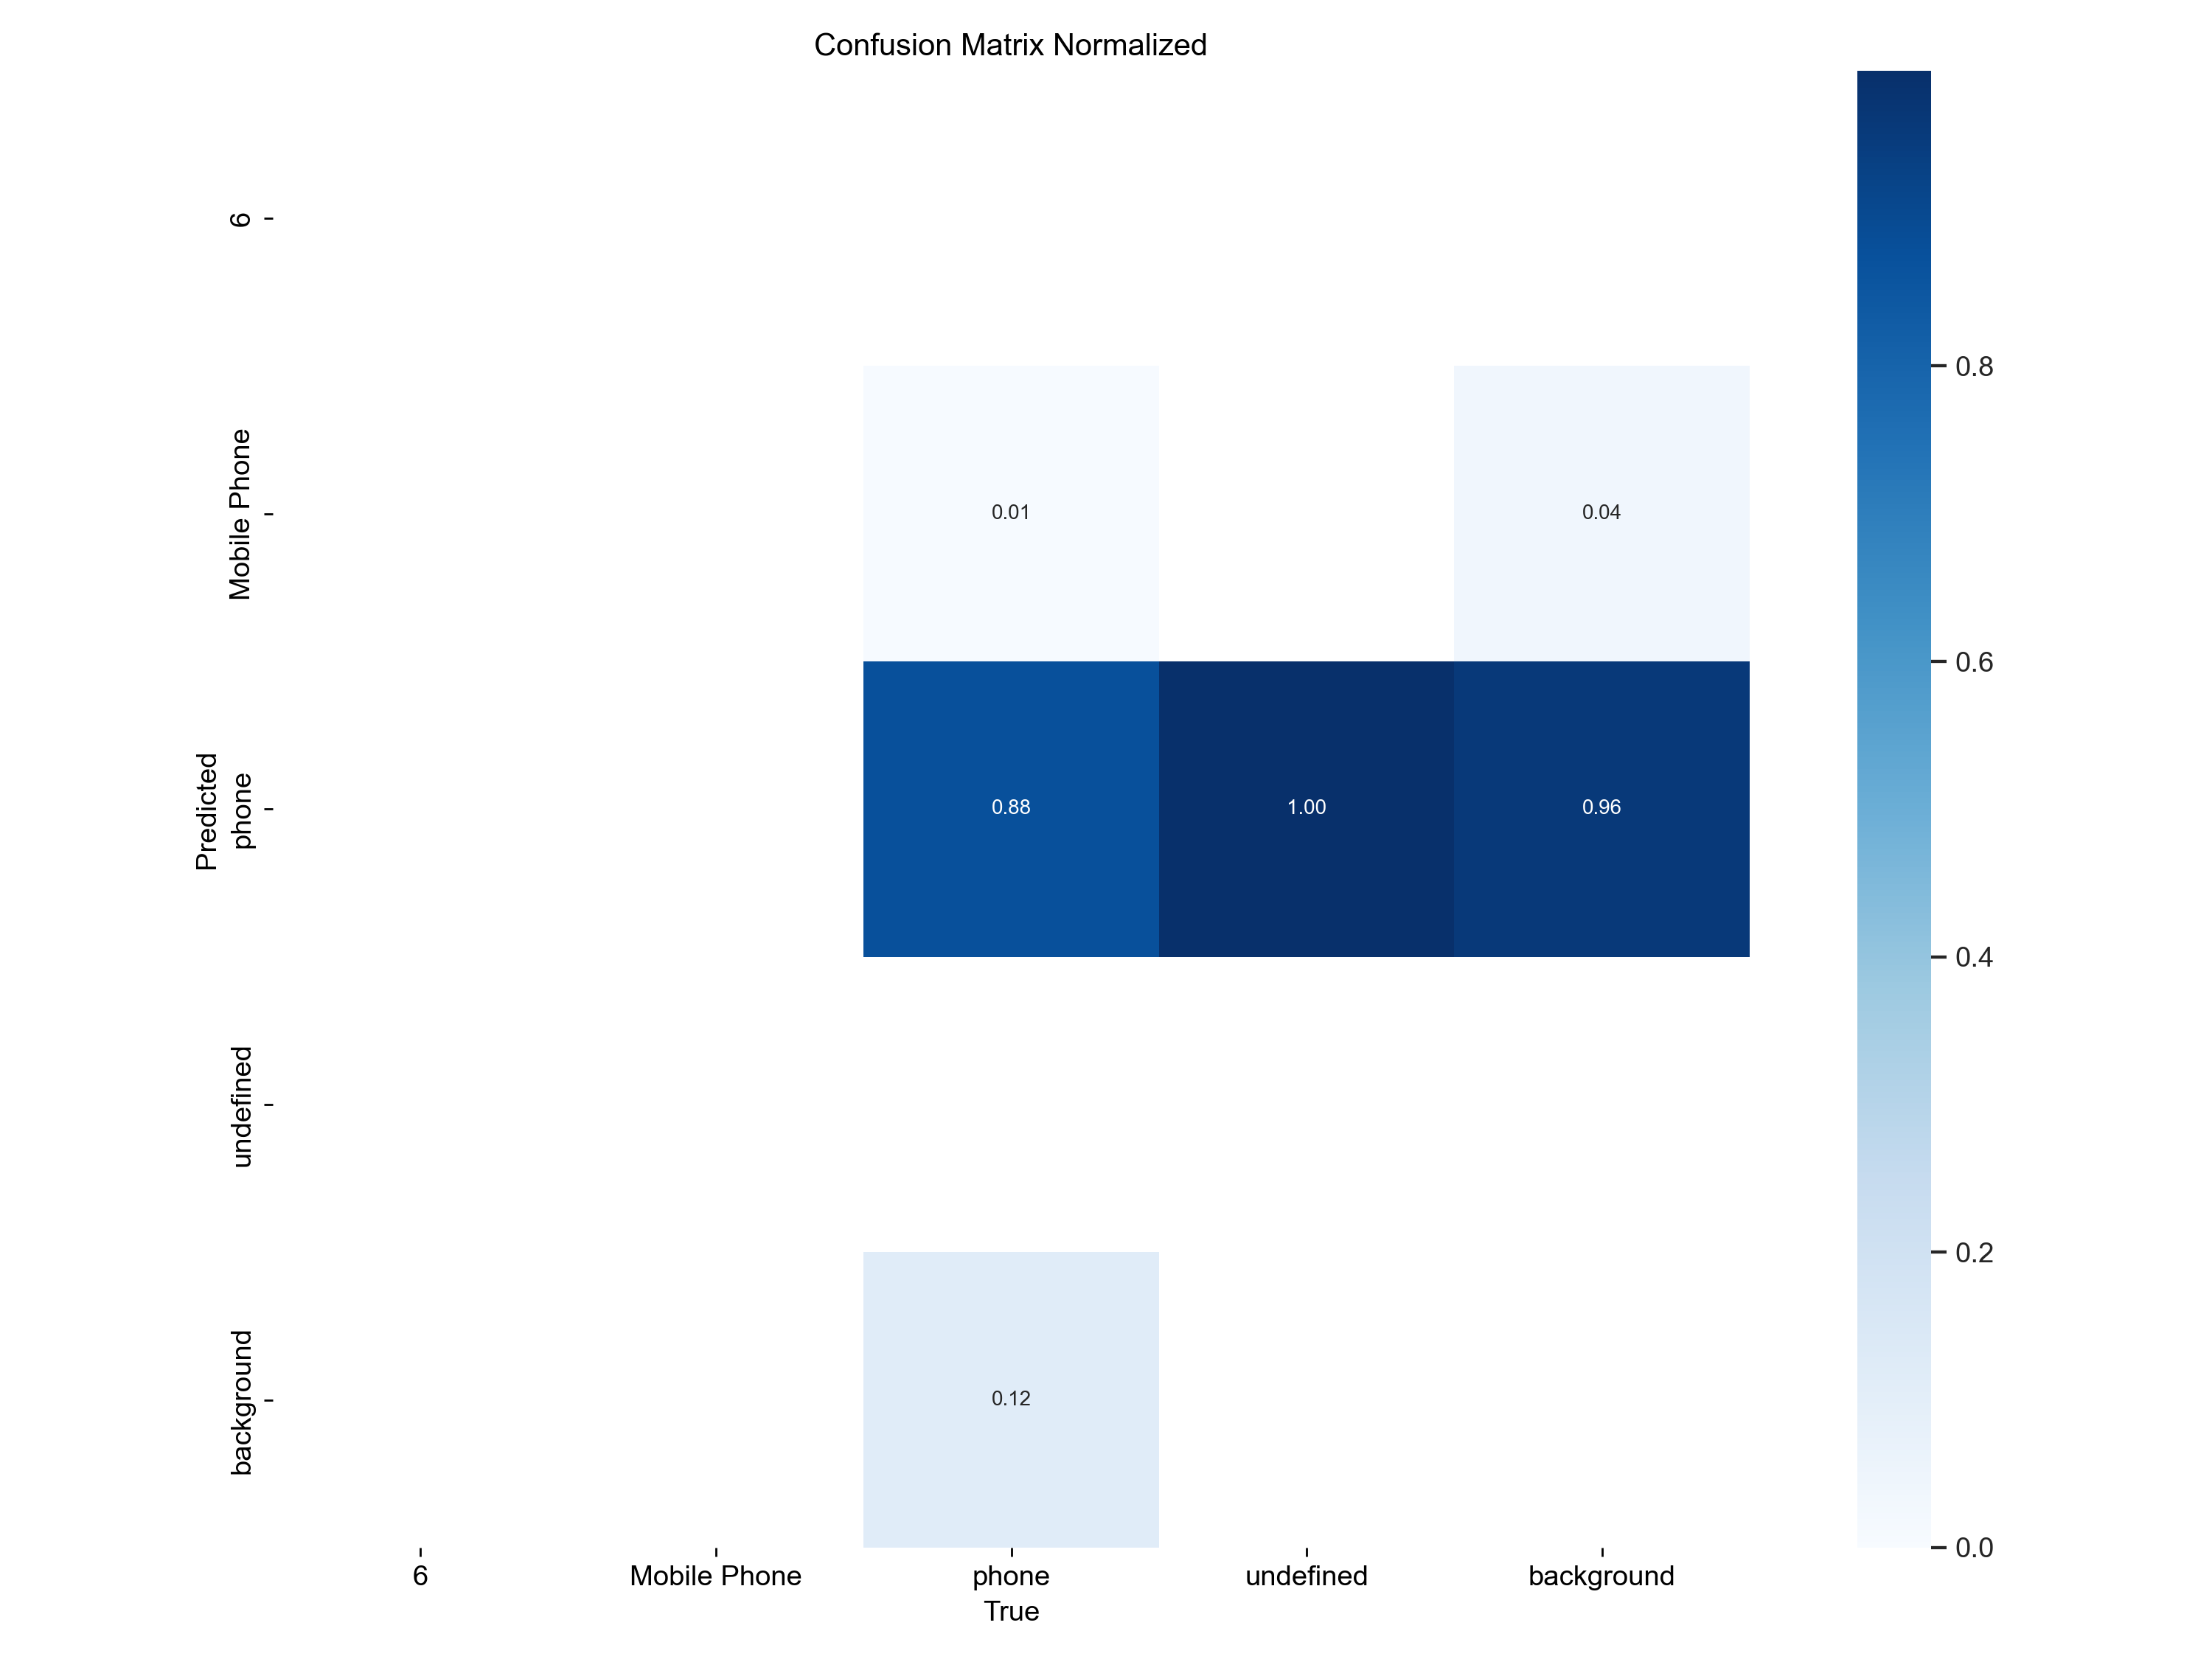 Confusion Matrix Normalized
6
Mobile Phone
phone
undefined
background
Predicted
0.01
0.04
0.88
1.00
0.96
0.12
6
Mobile Phone
phone
undefined
background
True
0.8
0.6
0.4
0.2
0.0